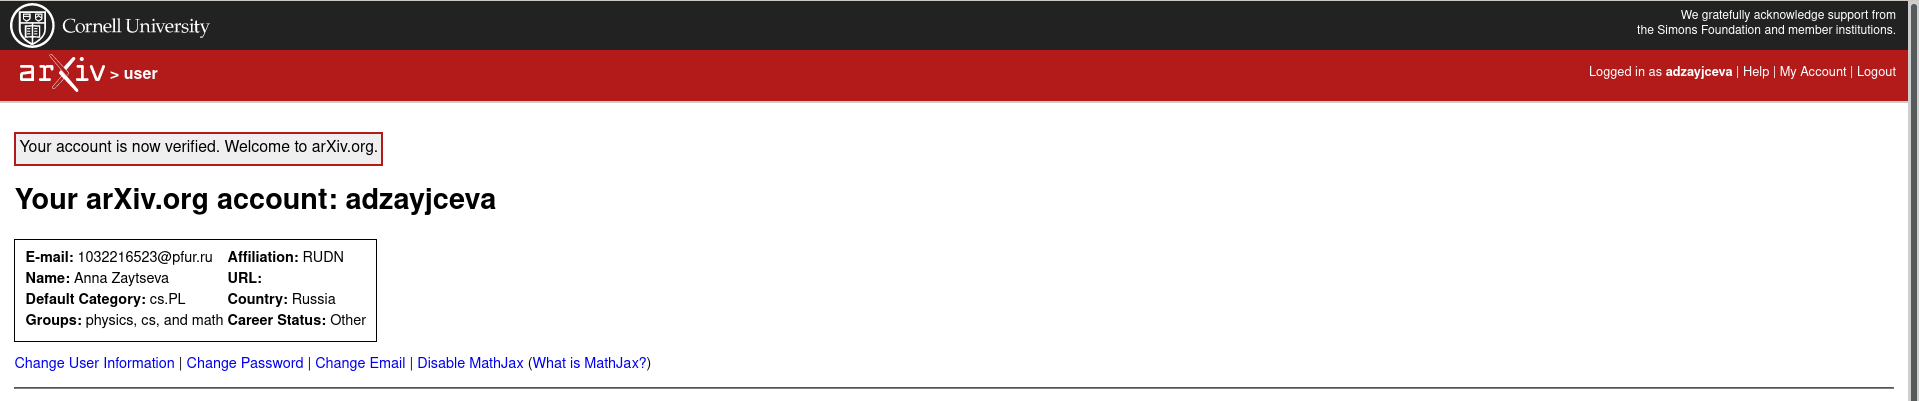 Cornell University
We gratefully acknowledge support from
the Simons Foundation and member institutions.
arXiv > user
Logged in as adzayjceva | Help | My Account | Logout
Your account is now verified. Welcome to arXiv.org.
Your arXiv.org account: adzayjceva
E-mail: 1032216523@pfur.ru Affiliation: RUDN
Name: Anna Zaytseva URL:
Default Category: cs.PL Country: Russia
Groups: physics, cs, and math Career Status: Other
Change User Information | Change Password | Change Email | Disable MathJax (What is MathJax?)